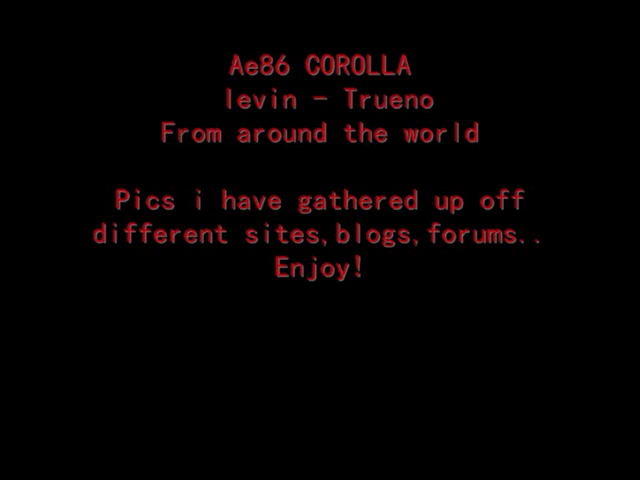 Ae86 COROLLA
levin - Trueno
From around the world
Pics i have gathered up off
different sites,blogs,forums..
Enjoy!